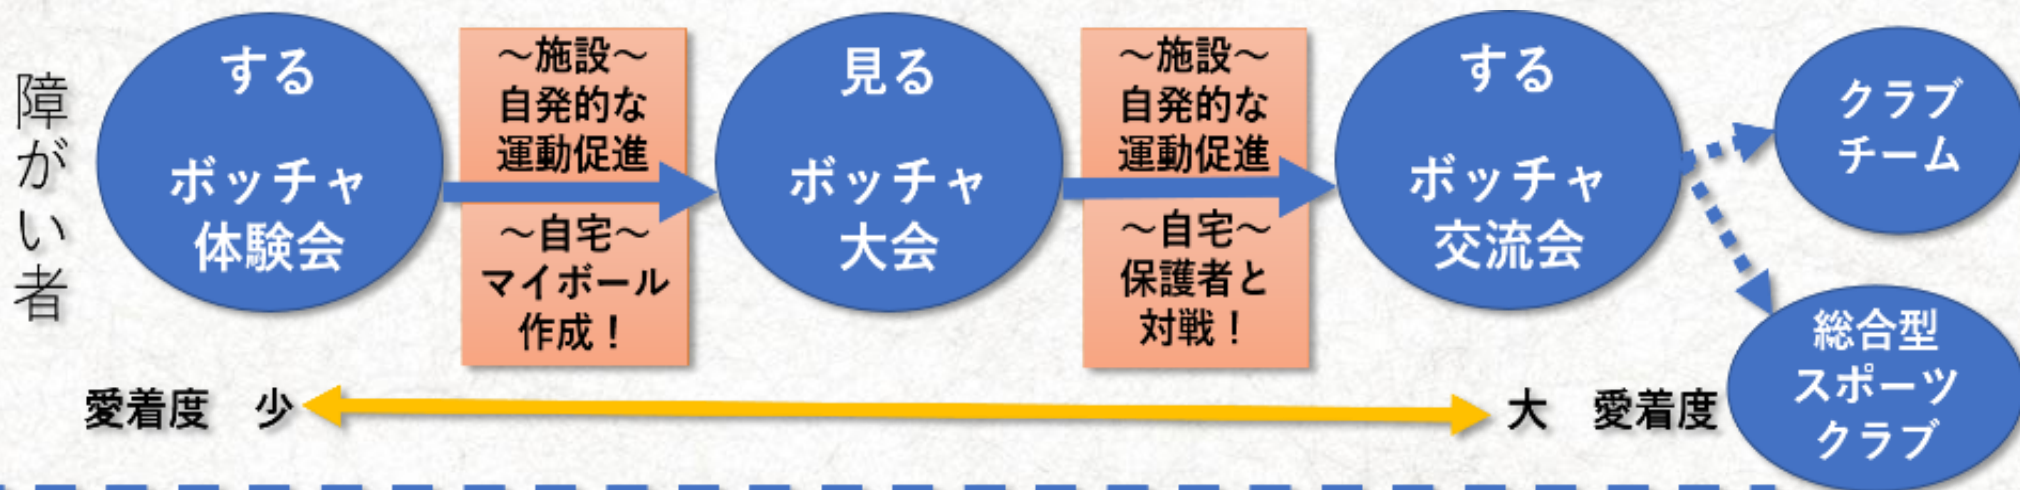 障がい者
する
ボッチャ
体験会
～施設～
自発的な
運動促進
～自宅～
マイボール
作成！
見る
ボッチャ
大会
～施設～
自発的な
運動促進
～自宅～
保護者と
対戦！
する
ボッチャ
交流会
クラブ
チーム
総合型
スポーツ
クラブ
愛着度　少
大　愛着度